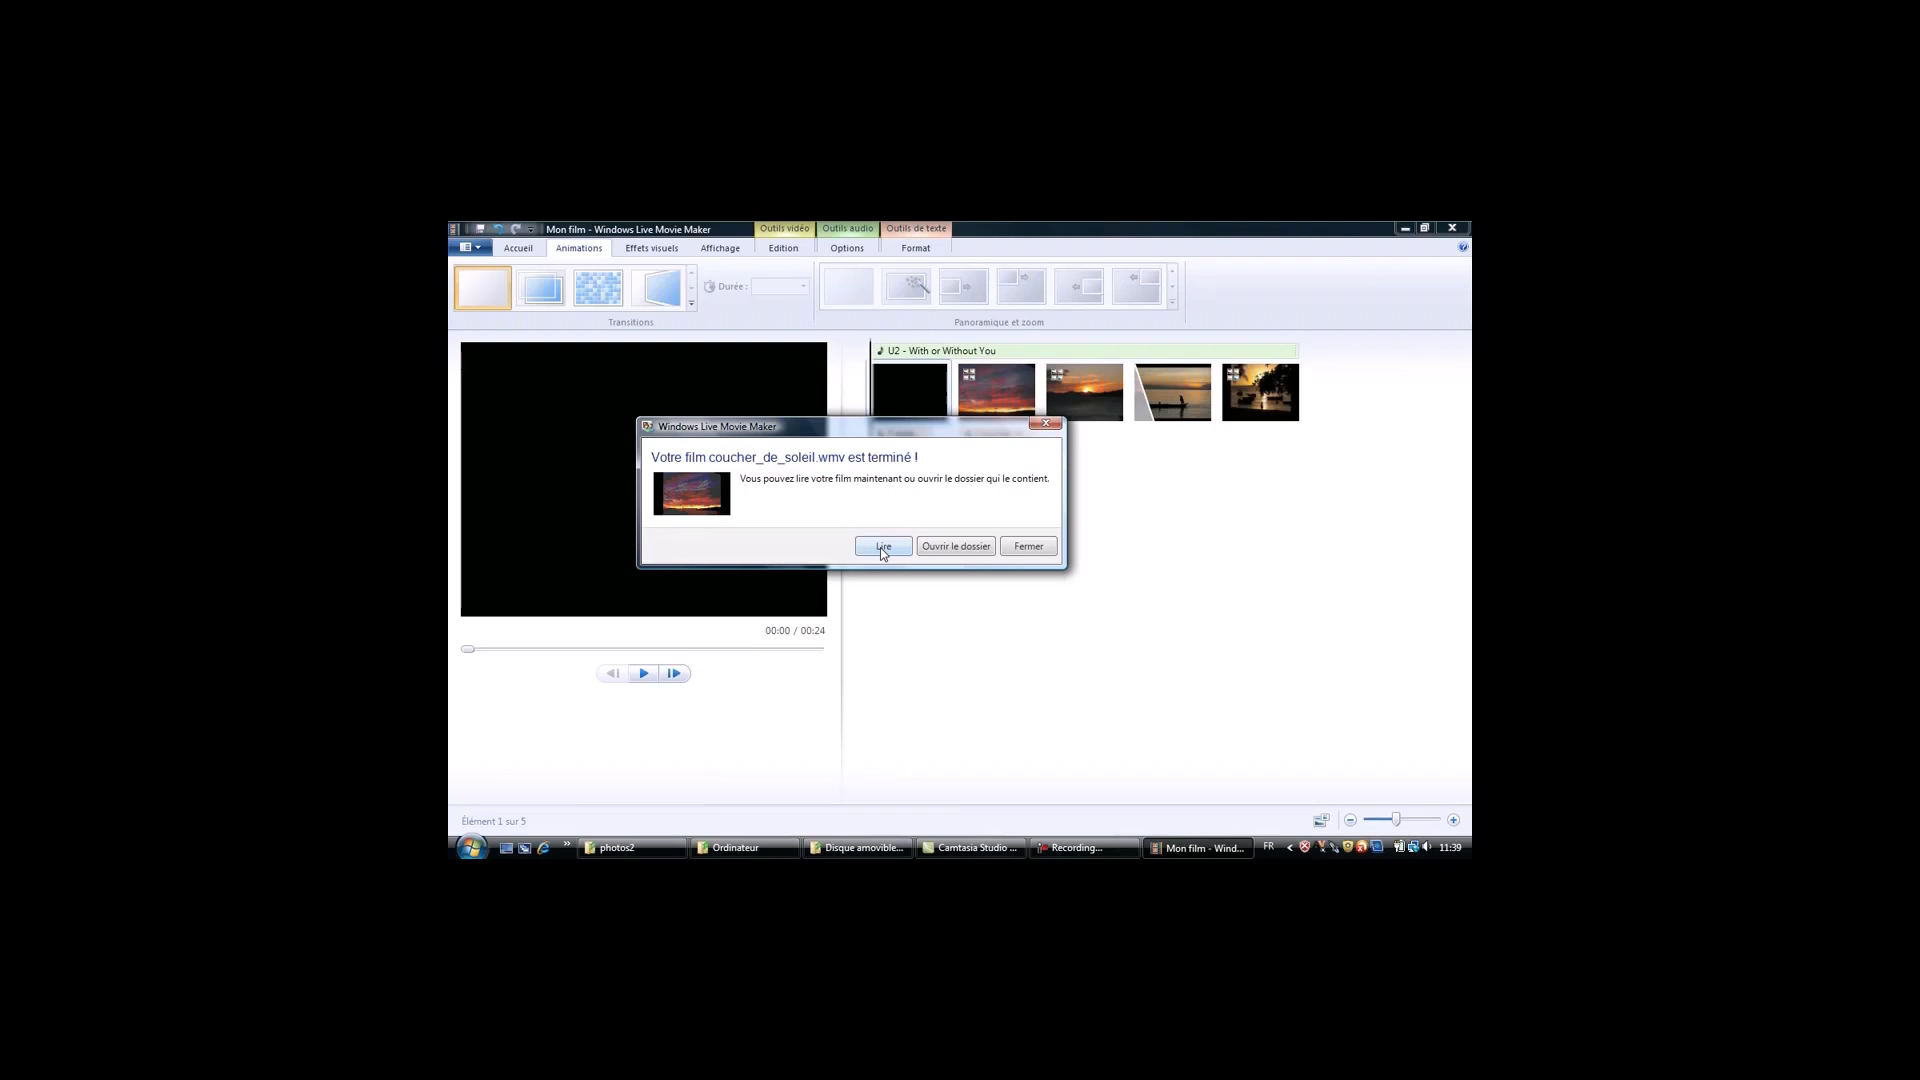 Mon film - Windows Live Movie Maker
Outils vidéo
Outils audio
Outils de texte
Accueil
Animations
Effets visuels
Affichage
Edition
Options
Format
Durée :
Transitions
Panoramique et zoom
U2 - With or Without You
Windows Live Movie Maker
Votre film coucher_de_soleil.wmv est terminé !
Vous pouvez lire votre film maintenant ou ouvrir le dossier qui le contient.
Lire
Ouvrir le dossier
Fermer
00:00 / 00:24
Élément 1 sur 5
photos2
Ordinateur
Disque amovible...
Camtasia Studio ...
Recording...
Mon film - Wind...
FR
11:39